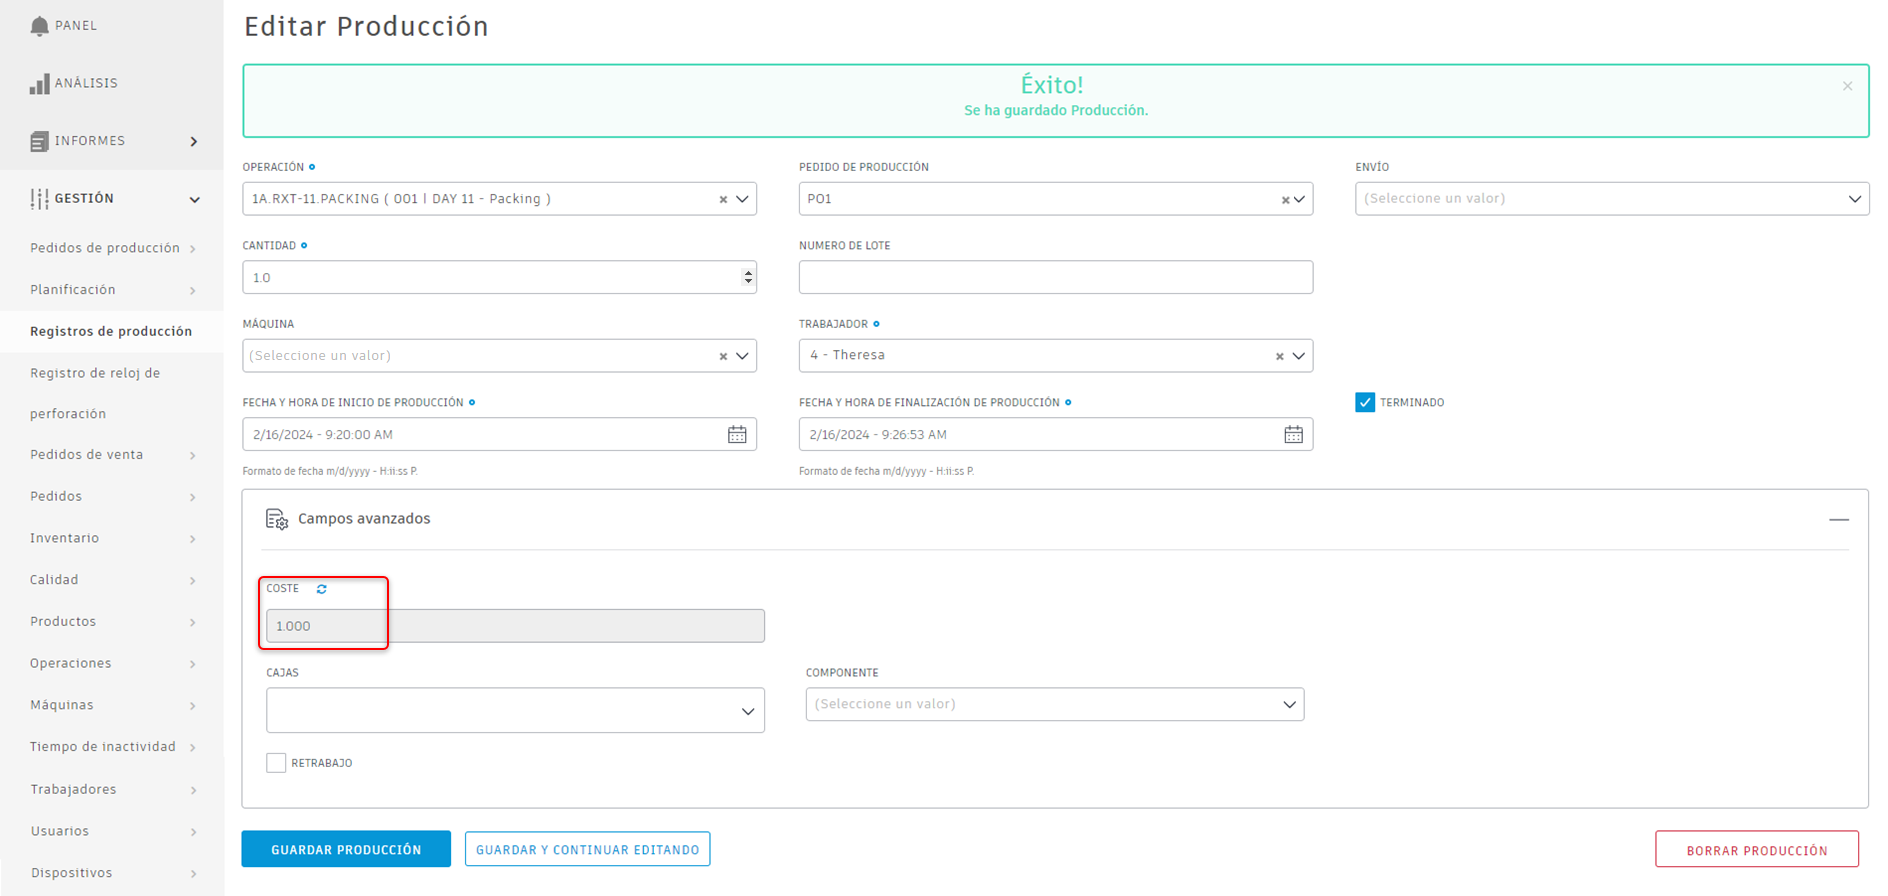 PANEL
ANÁLISIS
INFORMES
GESTIÓN
Pedidos de producción
Planificación
Registros de producción
Registro de reloj de
perforación
Pedidos de venta
Pedidos
Inventario
Calidad
Productos
Operaciones
Máquinas
Tiempo de inactividad
Trabajadores
Usuarios
Dispositivos
Editar Producción
Éxito!
Se ha guardado Producción.
OPERACIÓN
PEDIDO DE PRODUCCIÓN
ENVÍO
1A.RXT-11.PACKING ( 001 | DAY 11 - Packing )
PO1
(Seleccione un valor)
CANTIDAD
NUMERO DE LOTE
1.0
MÁQUINA
TRABAJADOR
(Seleccione un valor)
4 - Theresa
FECHA Y HORA DE INICIO DE PRODUCCIÓN
FECHA Y HORA DE FINALIZACIÓN DE PRODUCCIÓN
TERMINADO
2/16/2024 - 9:20:00 AM
2/16/2024 - 9:26:53 AM
Formato de fecha m/d/yyyy - H:ii:ss P.
Formato de fecha m/d/yyyy - H:ii:ss P.
Campos avanzados
COSTE
1.000
CAJAS
COMPONENTE
(Seleccione un valor)
RETRABAJO
GUARDAR PRODUCCIÓN
GUARDAR Y CONTINUAR EDITANDO
BORRAR PRODUCCIÓN